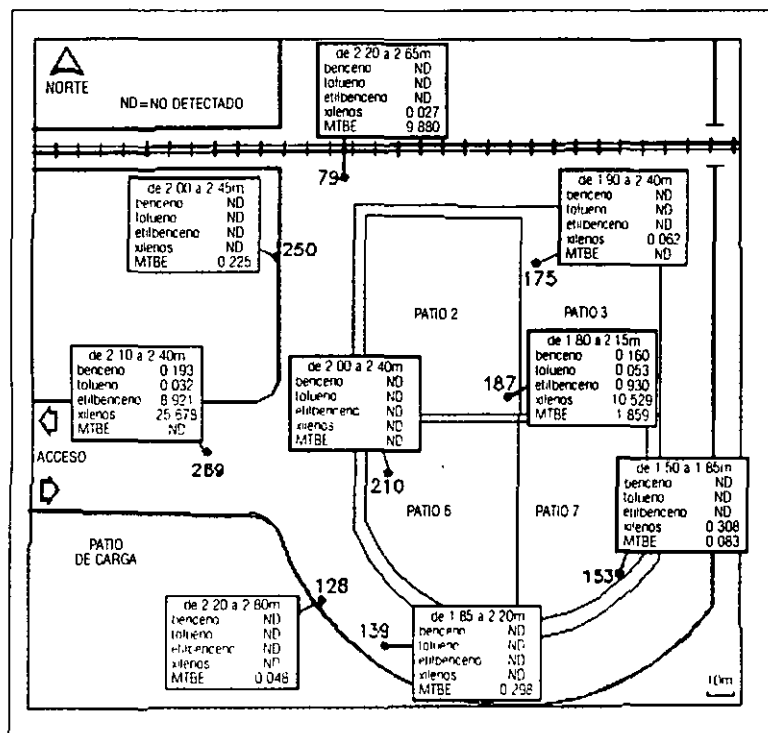 NORTE
ND=NO DETECTADO
de 2 20 a 2 65m
benceno ND
tolueno ND
etilbenceno ND
xilenos 0 027
MTBE 9 880
79
de 2 00 a 2 45m
benceno ND
tolueno ND
etilbenceno ND
xilenos ND
MTBE 0 225
250
de 1 90 a 2 40m
benceno ND
tolueno ND
etilbenceno ND
xilenos 0 062
MTBE ND
175
PATIO 2
PATIO 3
de 2 10 a 2 40m
benceno 0 193
tolueno 0 032
etilbenceno 8 921
xilenos 25 678
MTBE ND
269
de 2 00 a 2 40m
benceno ND
tolueno ND
etilbenceno ND
xilenos ND
MTBE ND
210
de 1 80 a 2 15m
benceno 0 160
tolueno 0 053
etilbenceno 0 930
xilenos 10 529
MTBE 1 859
187
ACCESO
PATIO 6
PATIO 7
de 1 50 a 1 85m
benceno ND
tolueno ND
etilbenceno ND
xilenos 0 308
MTBE 0 083
153
PATIO
DE CARGA
128
de 2 20 a 2 80m
benceno ND
tolueno ND
etilbenceno ND
xilenos ND
MTBE 0 048
139
de 1 85 a 2 20m
benceno ND
tolueno ND
etilbenceno ND
xilenos ND
MTBE 0 298
10m